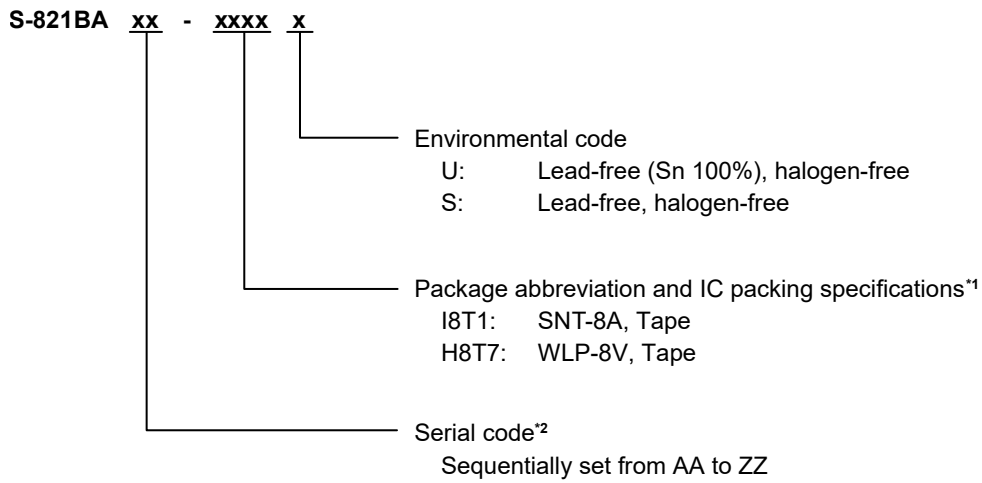 S-821BA xx - xxxx x
Environmental code
U: Lead-free (Sn 100%), halogen-free
S: Lead-free, halogen-free
Package abbreviation and IC packing specifications*1
I8T1: SNT-8A, Tape
H8T7: WLP-8V, Tape
Serial code*2
Sequentially set from AA to ZZ